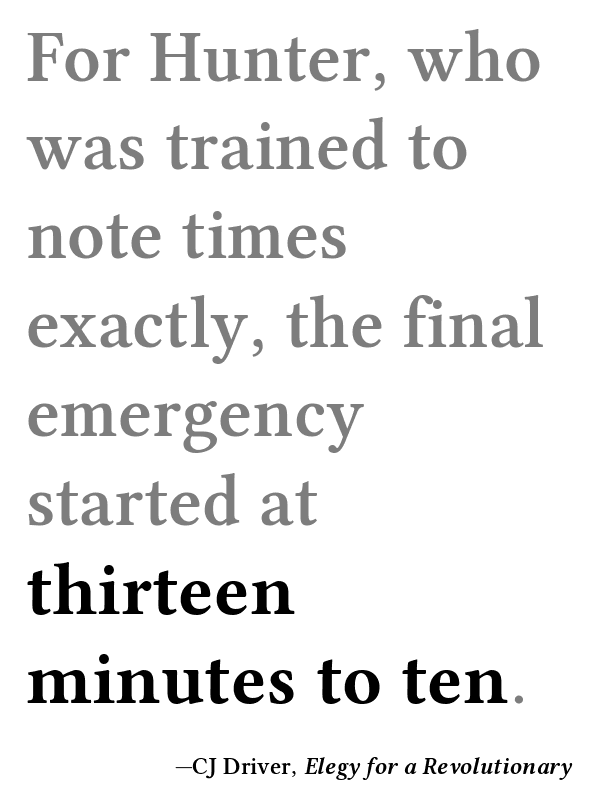 For Hunter, who
was trained to
note times
exactly, the final
emergency
started at
thirteen
minutes to ten.
—CJ Driver, Elegy for a Revolutionary